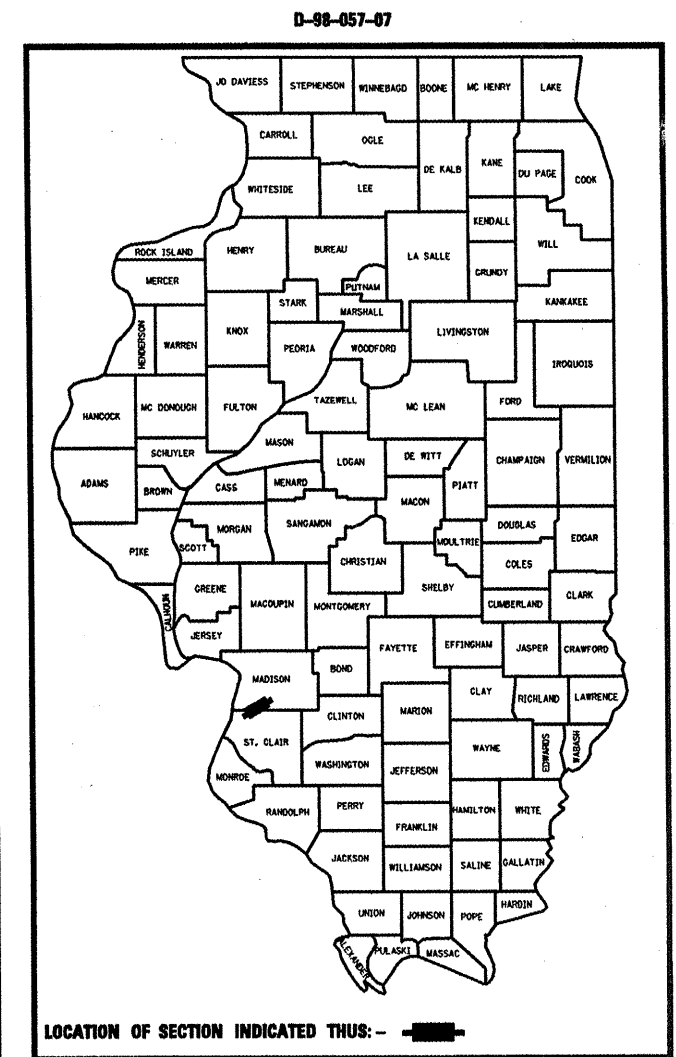 D-98-057-07
JO DAVIESS STEPHENSON WINNEBAGO BOONE MC HENRY LAKE
CARROLL OGLE DE KALB KANE DU PAGE COOK
WHITESIDE LEE
KENDALL
ROCK ISLAND HENRY BUREAU LA SALLE WILL
MERCER PUTNAM GRUNDY
STARK MARSHALL KANKAKEE
HENDERSON WARREN KNOX PEORIA WOODFORD LIVINGSTON
IROQUOIS
HANCOCK MC DONOUGH FULTON TAZEWELL MC LEAN FORD
SCHUYLER MASON
ADAMS BROWN CASS MENARD LOGAN DE WITT PIATT CHAMPAIGN VERMILION
MACON
PIKE SCOTT MORGAN SANGAMON CHRISTIAN MOULTRIE DOUGLAS EDGAR
COLES
CALHOUN GREENE MACOUPIN MONTGOMERY SHELBY CUMBERLAND CLARK
JERSEY FAYETTE EFFINGHAM JASPER CRAWFORD
MADISON BOND
CLAY RICHLAND LAWRENCE
CLINTON MARION
ST. CLAIR WAYNE EDWARDS WABASH
MONROE WASHINGTON JEFFERSON
RANDOLPH PERRY HAMILTON WHITE
FRANKLIN
JACKSON WILLIAMSON SALINE GALLATIN
UNION JOHNSON POPE HARDIN
ALEXANDER PULASKI MASSAC
LOCATION OF SECTION INDICATED THUS:-